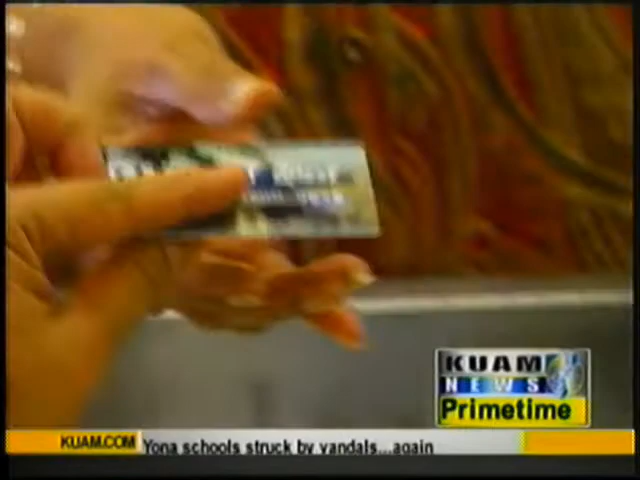 KUAM
NEWS
Primetime
KUAM.COM Yona schools struck by vandals...again